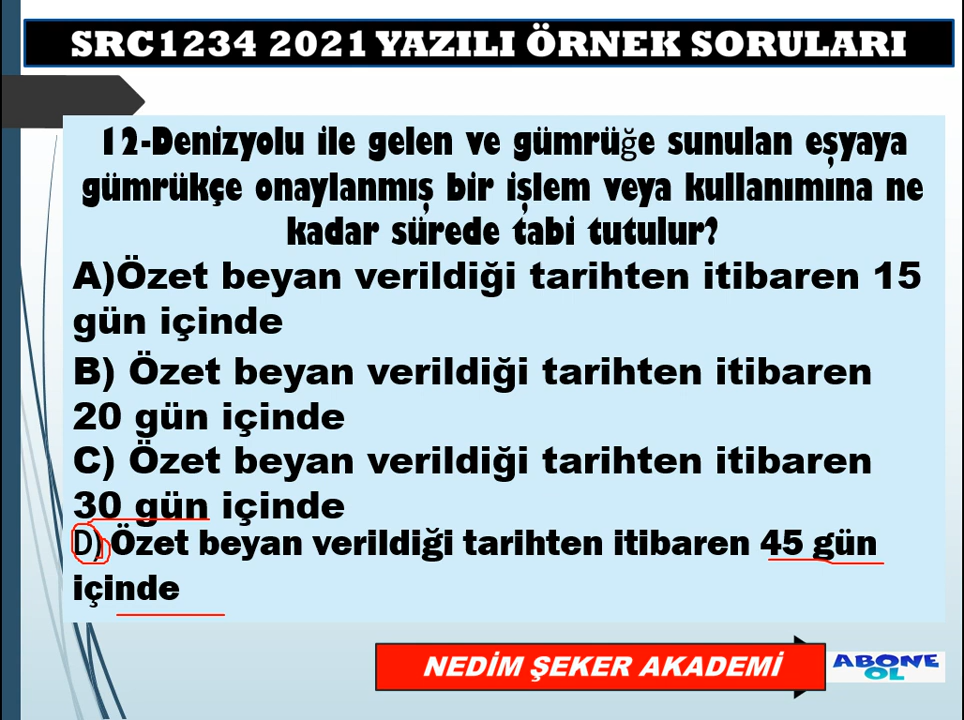 SRC1234 2021 YAZILI ÖRNEK SORULARI
12-Denizyolu ile gelen ve gümrüğe sunulan eşyaya
gümrükçe onaylanmış bir işlem veya kullanımına ne
kadar sürede tabi tutulur?
A)Özet beyan verildiği tarihten itibaren 15
gün içinde
B) Özet beyan verildiği tarihten itibaren
20 gün içinde
C) Özet beyan verildiği tarihten itibaren
30 gün içinde
D) Özet beyan verildiği tarihten itibaren 45 gün
içinde
NEDİM ŞEKER AKADEMİ
ABONE
OL